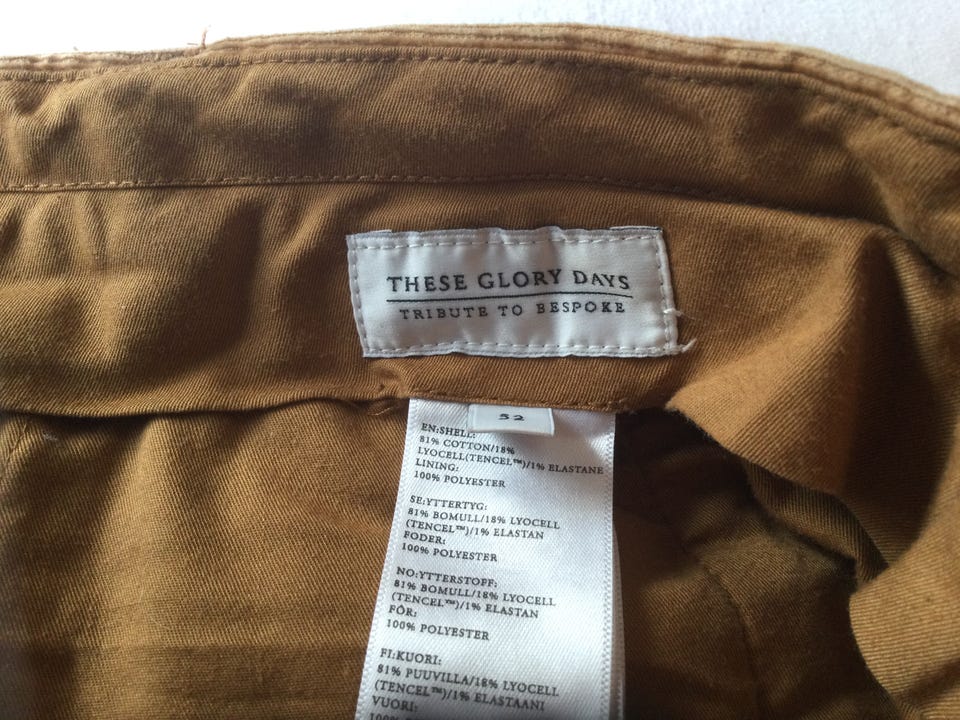 THESE GLORY DAYS
TRIBUTE TO BESPOKE
52
EN:SHELL:
81% COTTON/18%
LYOCELL(TENCEL™)/1% ELASTANE
LINING:
100% POLYESTER
SE:YTTERTYG:
81% BOMULL/18% LYOCELL
(TENCEL™)/1% ELASTAN
FODER:
100% POLYESTER
NO:YTTERSTOFF:
81% BOMULL/18% LYOCELL
(TENCEL™)/1% ELASTAN
FÔR:
100% POLYESTER
FI:KUORI:
81% PUUVILLA/18% LYOCELL
(TENCEL™)/1% ELASTAANI
VUORI: